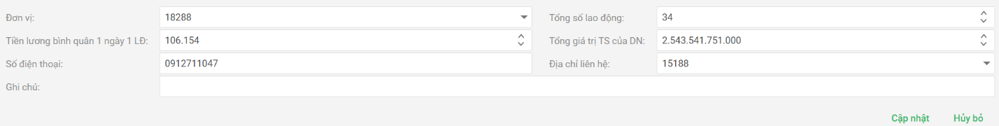 Đơn vị: 18288 Tổng số lao động: 34
Tiền lương bình quân 1 ngày 1 LĐ: 106.154 Tổng giá trị TS của DN: 2.543.541.751.000
Số điện thoại: 0912711047 Địa chỉ liên hệ: 15188
Ghi chú:
Cập nhật Hủy bỏ